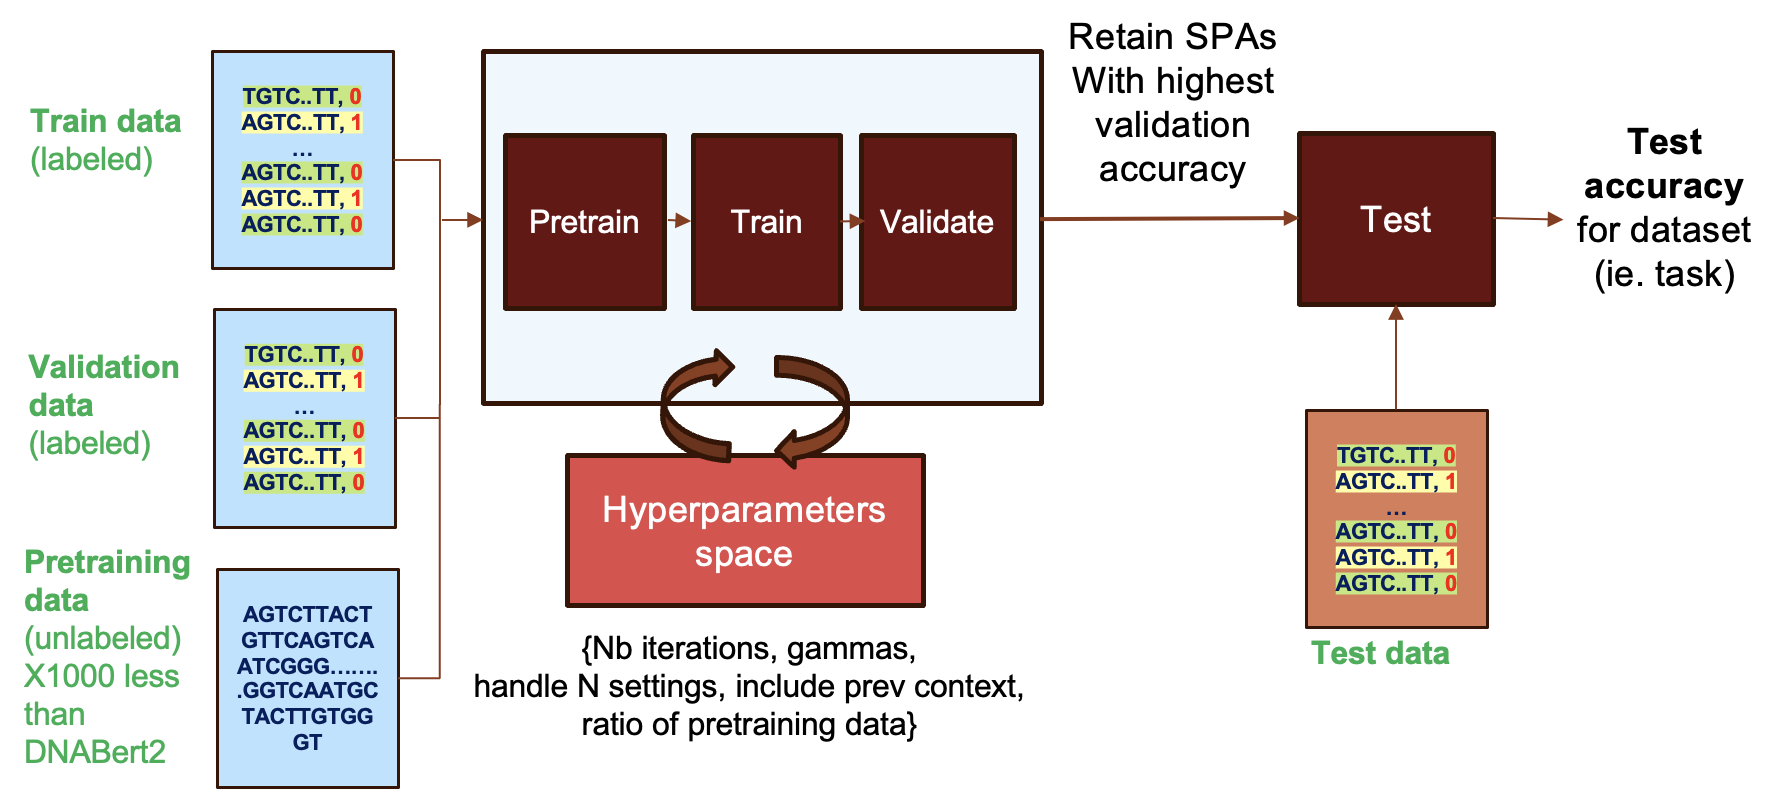 Train data
(labeled)
TGTC..TT, 0
AGTC..TT, 1
...
AGTC..TT, 0
AGTC..TT, 1
AGTC..TT, 0
Validation
data
(labeled)
TGTC..TT, 0
AGTC..TT, 1
...
AGTC..TT, 0
AGTC..TT, 1
AGTC..TT, 0
Pretraining
data
(unlabeled)
X1000 less
than
DNABert2
AGTCTTACT
GTTCAGTCA
ATCGGG.......
.GGTCAATGC
TACTTGTGG
GT
Pretrain
Train
Validate
Hyperparameters
space
{Nb iterations, gammas,
handle N settings, include prev context,
ratio of pretraining data}
Retain SPAs
With highest
validation
accuracy
Test
Test
accuracy
for dataset
(ie. task)
TGTC..TT, 0
AGTC..TT, 1
...
AGTC..TT, 0
AGTC..TT, 1
AGTC..TT, 0
Test data